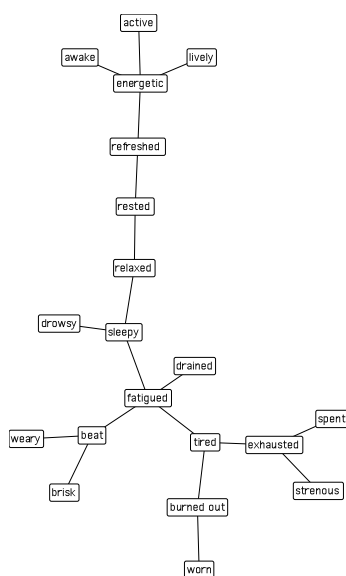 active
awake
lively
energetic
refreshed
rested
relaxed
drowsy
sleepy
drained
fatigued
spent
weary
beat
tired
exhausted
brisk
strenous
burned out
worn